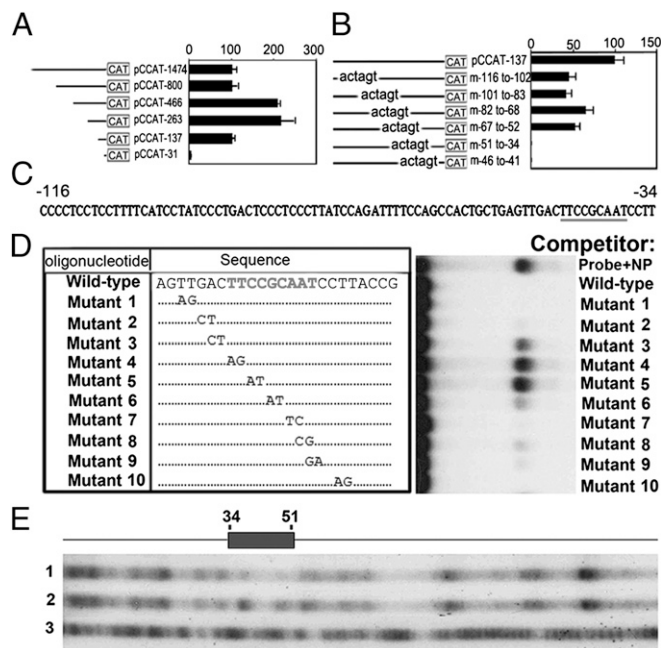 A
0 100 200 300
CAT pCCAT-1474
CAT pCCAT-800
CAT pCCAT-466
CAT pCCAT-263
CAT pCCAT-137
CAT pCCAT-31
B
0 50 100 150
CAT pCCAT-137
actagt CAT m-116 to-102
actagt CAT m-101 to-83
actagt CAT m-82 to-68
actagt CAT m-67 to-52
actagt CAT m-51 to-34
actagt CAT m-46 to-41
C
-116 -34
CCCCTCCTCCTTTTCATCCTATCCCTGACTCCCTCCCTTATCCAGATTTTCCAGCCACTGCTGAGTTGACTTCCGCAATCCTT
D
oligonucleotide Sequence
Wild-type AGTTGACTTCCGCAATCCTTACCG
Mutant 1 AG
Mutant 2 CT
Mutant 3 CT
Mutant 4 AG
Mutant 5 AT
Mutant 6 AT
Mutant 7 TC
Mutant 8 CG
Mutant 9 GA
Mutant 10 AG
Competitor:
Probe+NP
Wild-type
Mutant 1
Mutant 2
Mutant 3
Mutant 4
Mutant 5
Mutant 6
Mutant 7
Mutant 8
Mutant 9
Mutant 10
E
34 51
1
2
3